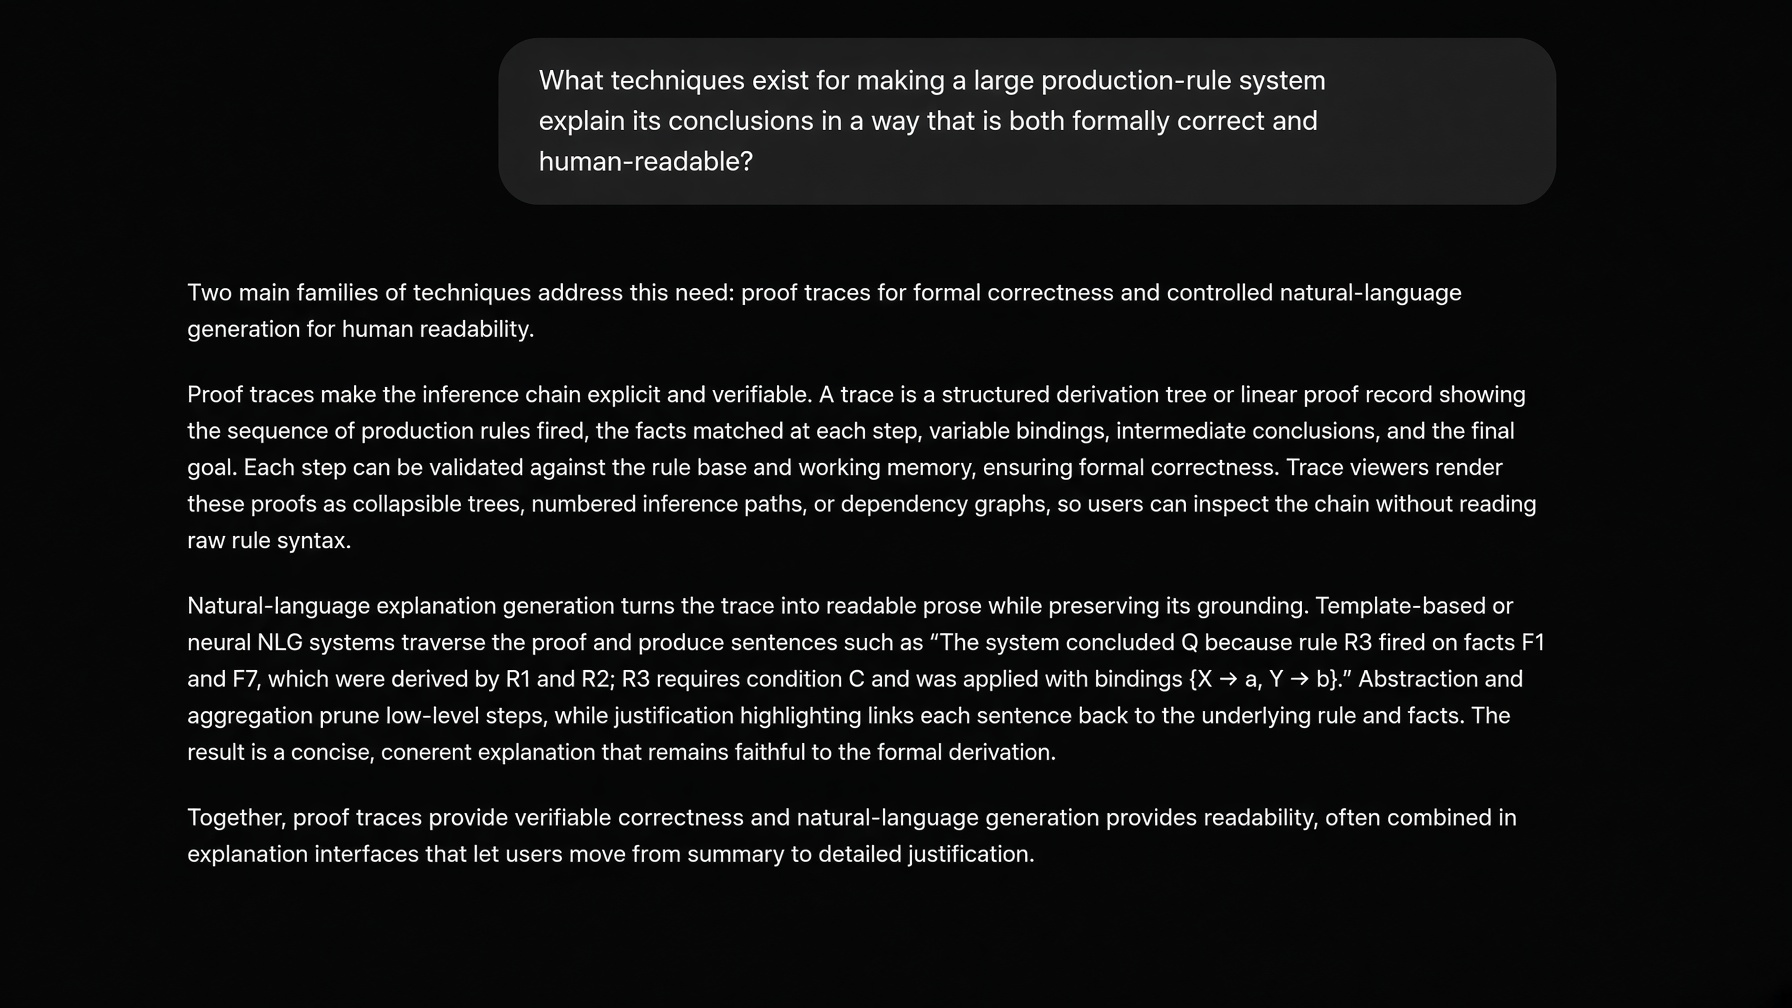 What techniques exist for making a large production-rule system
explain its conclusions in a way that is both formally correct and
human-readable?
Two main families of techniques address this need: proof traces for formal correctness and controlled natural-language
generation for human readability.
Proof traces make the inference chain explicit and verifiable. A trace is a structured derivation tree or linear proof record showing
the sequence of production rules fired, the facts matched at each step, variable bindings, intermediate conclusions, and the final
goal. Each step can be validated against the rule base and working memory, ensuring formal correctness. Trace viewers render
these proofs as collapsible trees, numbered inference paths, or dependency graphs, so users can inspect the chain without reading
raw rule syntax.
Natural-language explanation generation turns the trace into readable prose while preserving its grounding. Template-based or
neural NLG systems traverse the proof and produce sentences such as “The system concluded Q because rule R3 fired on facts F1
and F7, which were derived by R1 and R2; R3 requires condition C and was applied with bindings {X → a, Y → b}.” Abstraction and
aggregation prune low-level steps, while justification highlighting links each sentence back to the underlying rule and facts. The
result is a concise, conerent explanation that remains faithful to the formal derivation.
Together, proof traces provide verifiable correctness and natural-language generation provides readability, often combined in
explanation interfaces that let users move from summary to detailed justification.